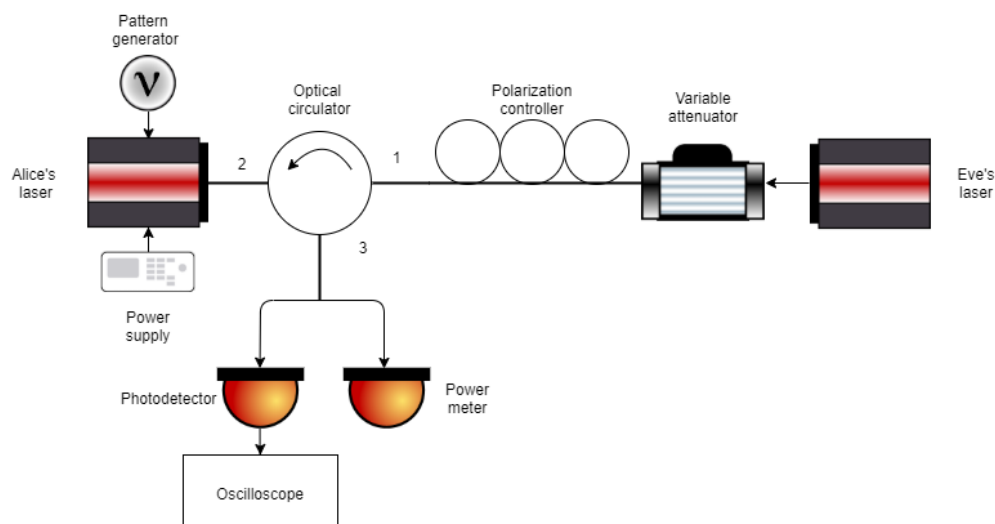 Pattern
generator
ν
Optical
circulator
Polarization
controller
Variable
attenuator
Alice's
laser
2
1
Eve's
laser
3
Power
supply
Photodetector
Power
meter
Oscilloscope